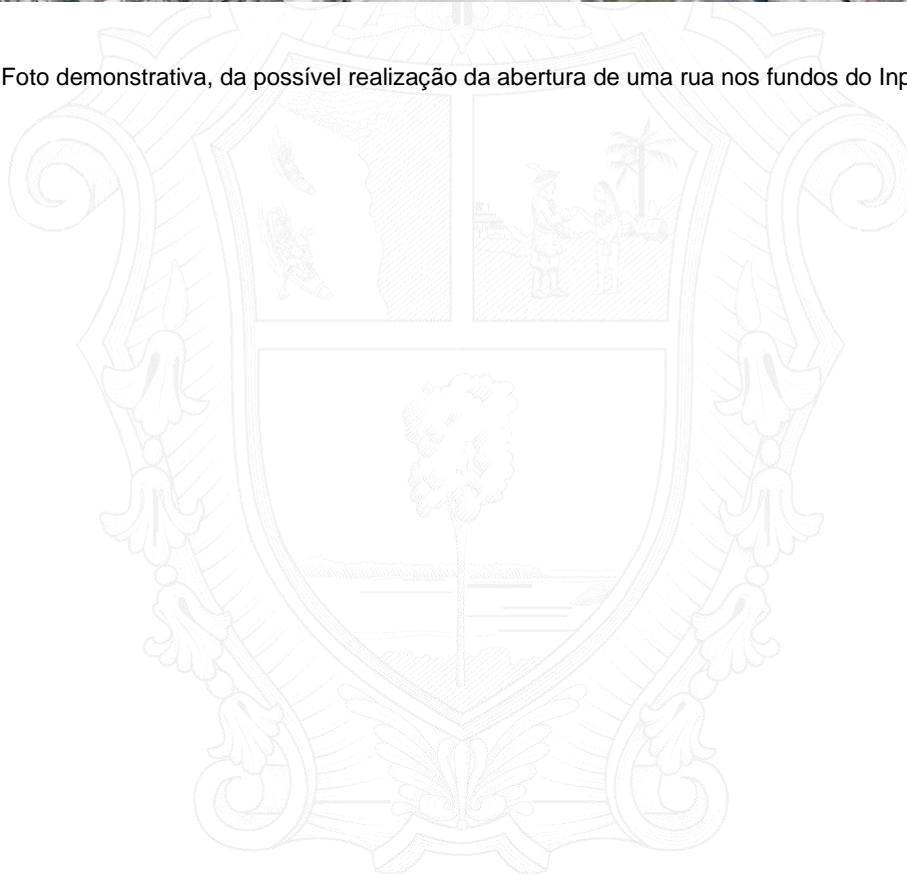 Foto demonstrativa, da possível realização da abertura de uma rua nos fundos do Inp